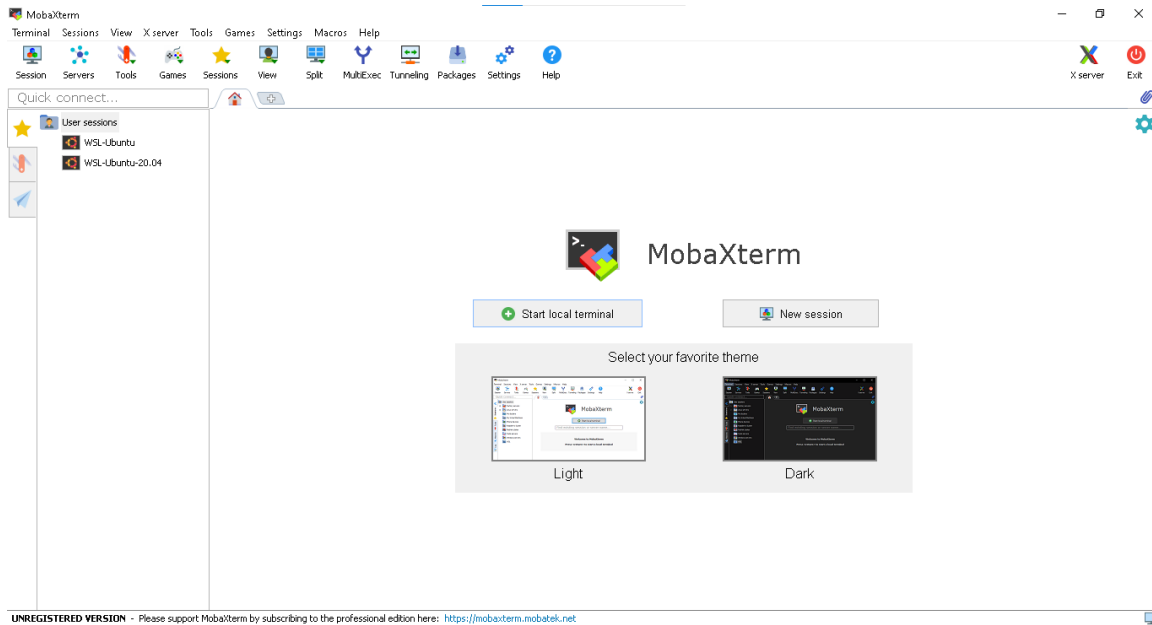 MobaXterm
Terminal Sessions View X server Tools Games Settings Macros Help
Session Servers Tools Games Sessions View Split MultiExec Tunneling Packages Settings Help X server Exit
Quick connect...
User sessions
WSL-Ubuntu
WSL-Ubuntu-20.04
>_
MobaXterm
Start local terminal New session
Select your favorite theme
MobaXterm MobaXterm
Light Dark
UNREGISTERED VERSION - Please support MobaXterm by subscribing to the professional edition here: https://mobaxterm.mobatek.net